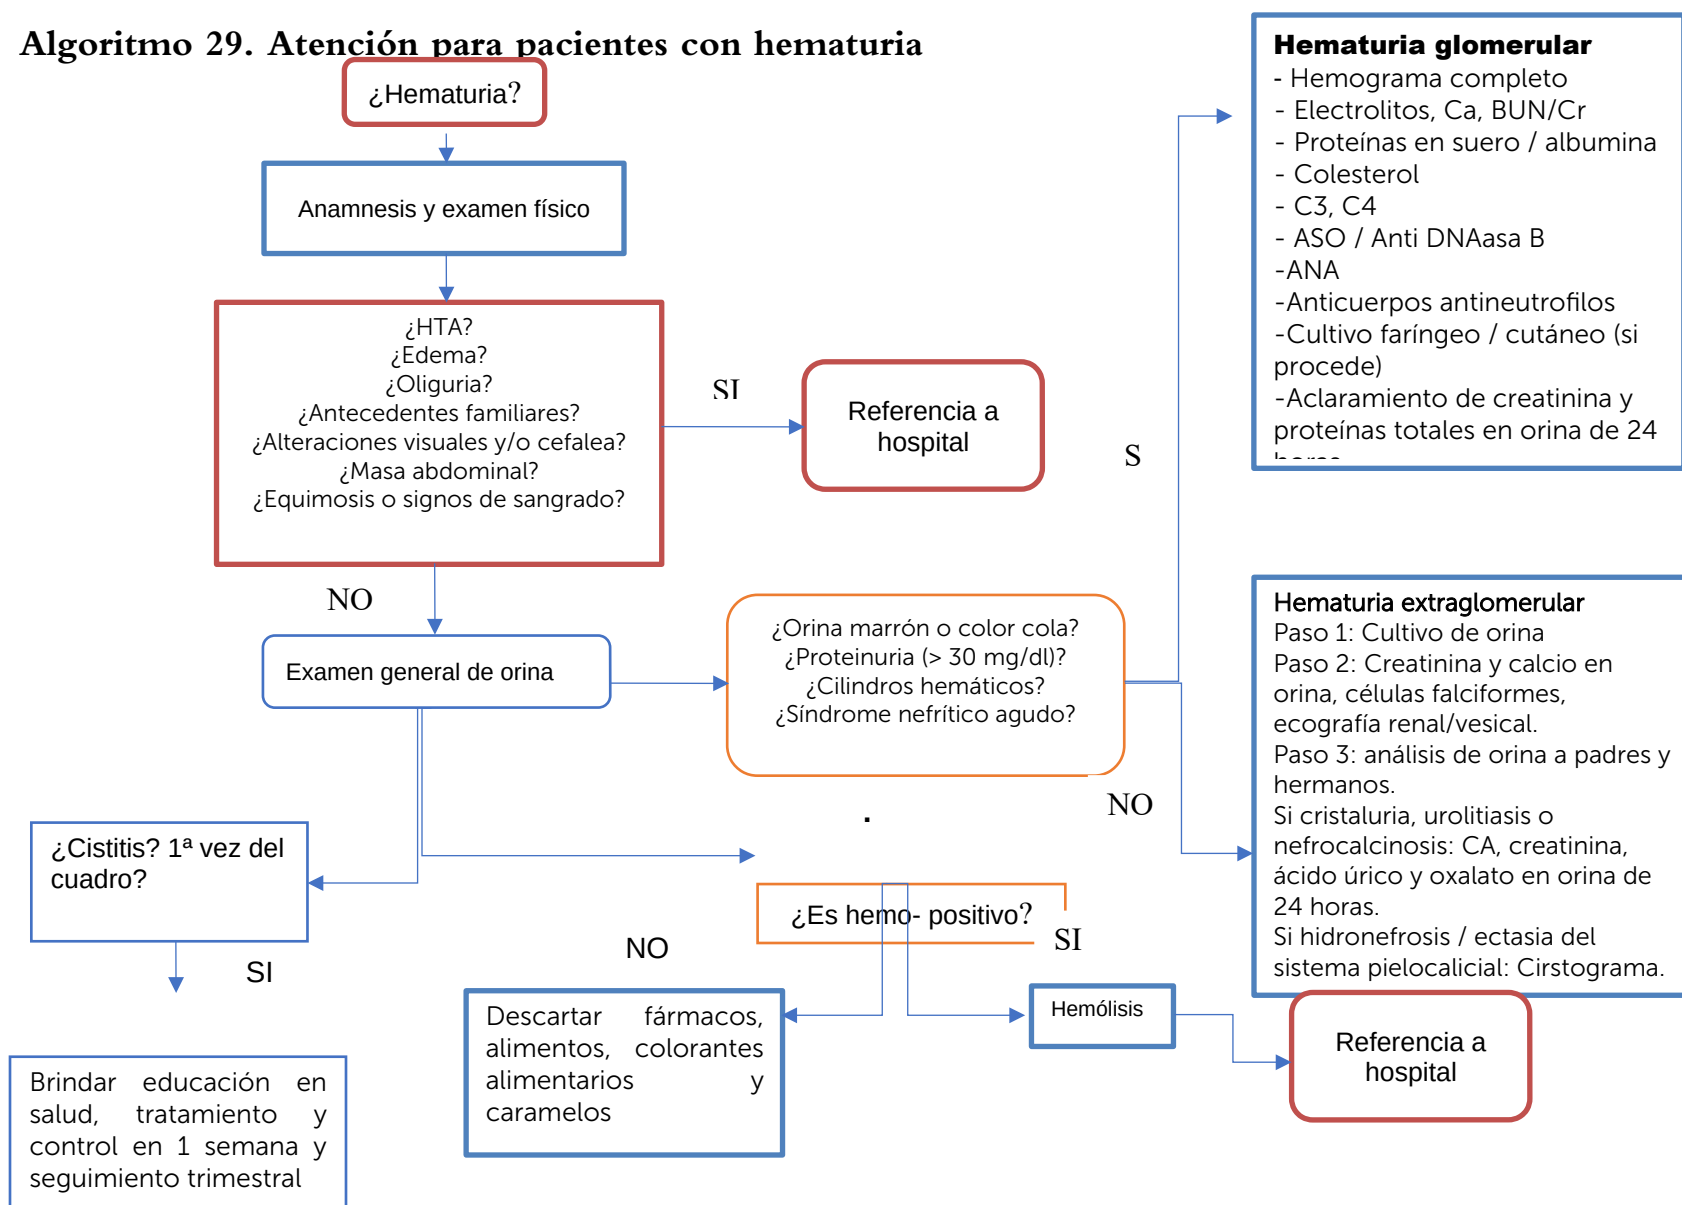 Algoritmo 29. Atención para pacientes con hematuria
¿Hematuria?
Anamnesis y examen físico
¿HTA?
¿Edema?
¿Oliguria?
¿Antecedentes familiares?
¿Alteraciones visuales y/o cefalea?
¿Masa abdominal?
¿Equimosis o signos de sangrado?
SI
Referencia a
hospital
NO
Examen general de orina
¿Orina marrón o color cola?
¿Proteinuria (> 30 mg/dl)?
¿Cilindros hemáticos?
¿Síndrome nefrítico agudo?
S
Hematuria glomerular
- Hemograma completo
- Electrolitos, Ca, BUN/Cr
- Proteínas en suero / albumina
- Colesterol
- C3, C4
- ASO / Anti DNAasa B
-ANA
-Anticuerpos antineutrofilos
-Cultivo faríngeo / cutáneo (si
procede)
-Aclaramiento de creatinina y
proteínas totales en orina de 24
horas
NO
Hematuria extraglomerular
Paso 1: Cultivo de orina
Paso 2: Creatinina y calcio en
orina, células falciformes,
ecografía renal/vesical.
Paso 3: análisis de orina a padres y
hermanos.
Si cristaluria, urolitiasis o
nefrocalcinosis: CA, creatinina,
ácido úrico y oxalato en orina de
24 horas.
Si hidronefrosis / ectasia del
sistema pielocalicial: Cirstograma.
.
¿Cistitis? 1ª vez del
cuadro?
SI
Brindar educación en
salud, tratamiento y
control en 1 semana y
seguimiento trimestral
¿Es hemo- positivo?
NO
SI
Descartar fármacos,
alimentos, colorantes
alimentarios y
caramelos
Hemólisis
Referencia a
hospital